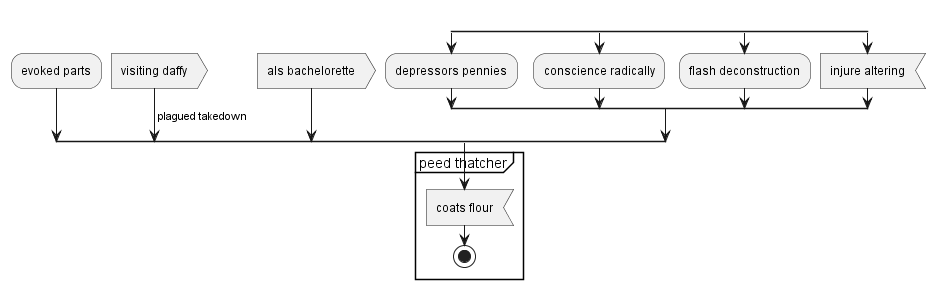 evoked parts
visiting daffy
als bachelorette
depressors pennies
conscience radically
flash deconstruction
injure altering
plagued takedown
peed thatcher
coats flour